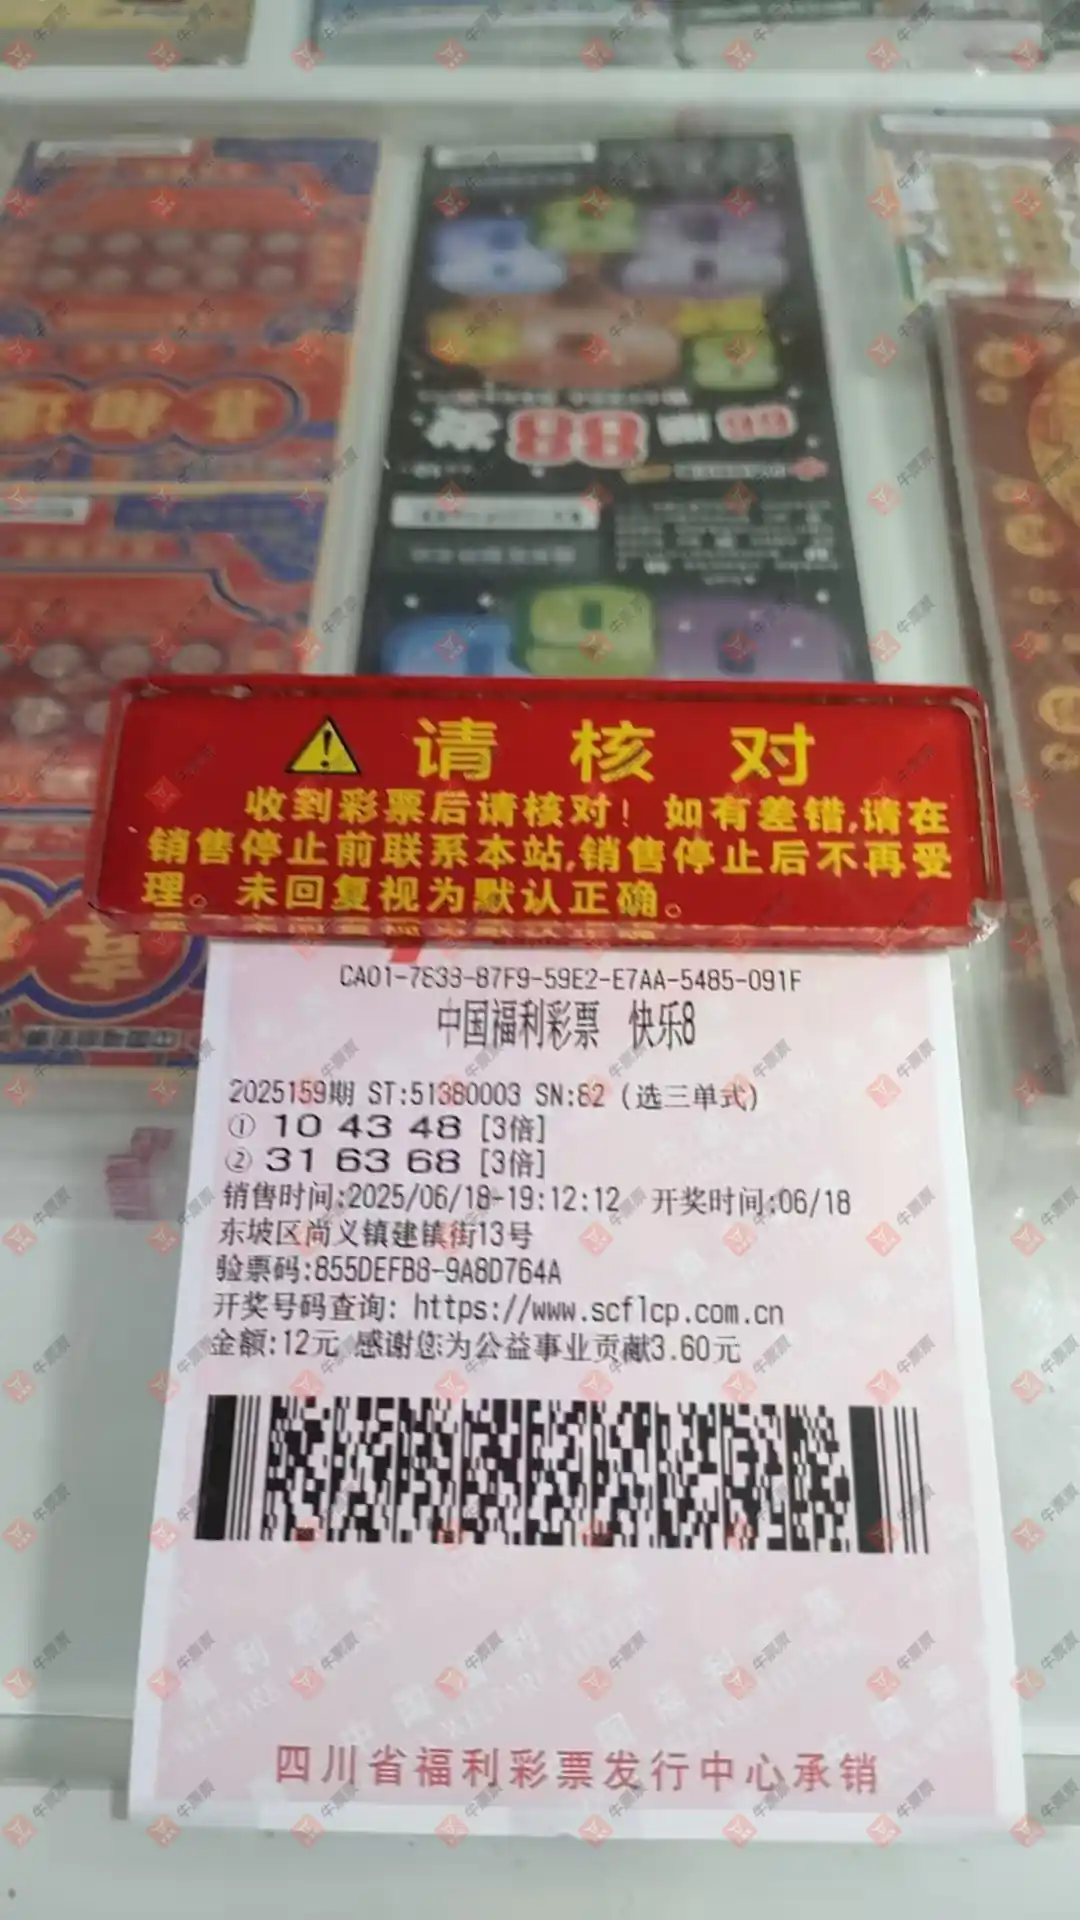 请核对
收到彩票后请核对！如有差错,请在
销售停止前联系本站,销售停止后不再受
理。未回复视为默认正确。
CA01-7838-87F9-59E2-E7AA-5485-091F
中国福利彩票 快乐8
2025159期 ST:51380003 SN:82 (选三单式)
① 10 43 48 [3倍]
② 31 63 68 [3倍]
销售时间:2025/06/18-19:12:12 开奖时间:06/18
东坡区尚义镇建镇街13号
验票码:855DEFB8-9A8D764A
开奖号码查询: https://www.scflcp.com.cn
金额:12元 感谢您为公益事业贡献3.60元
四川省福利彩票发行中心承销
牛票票